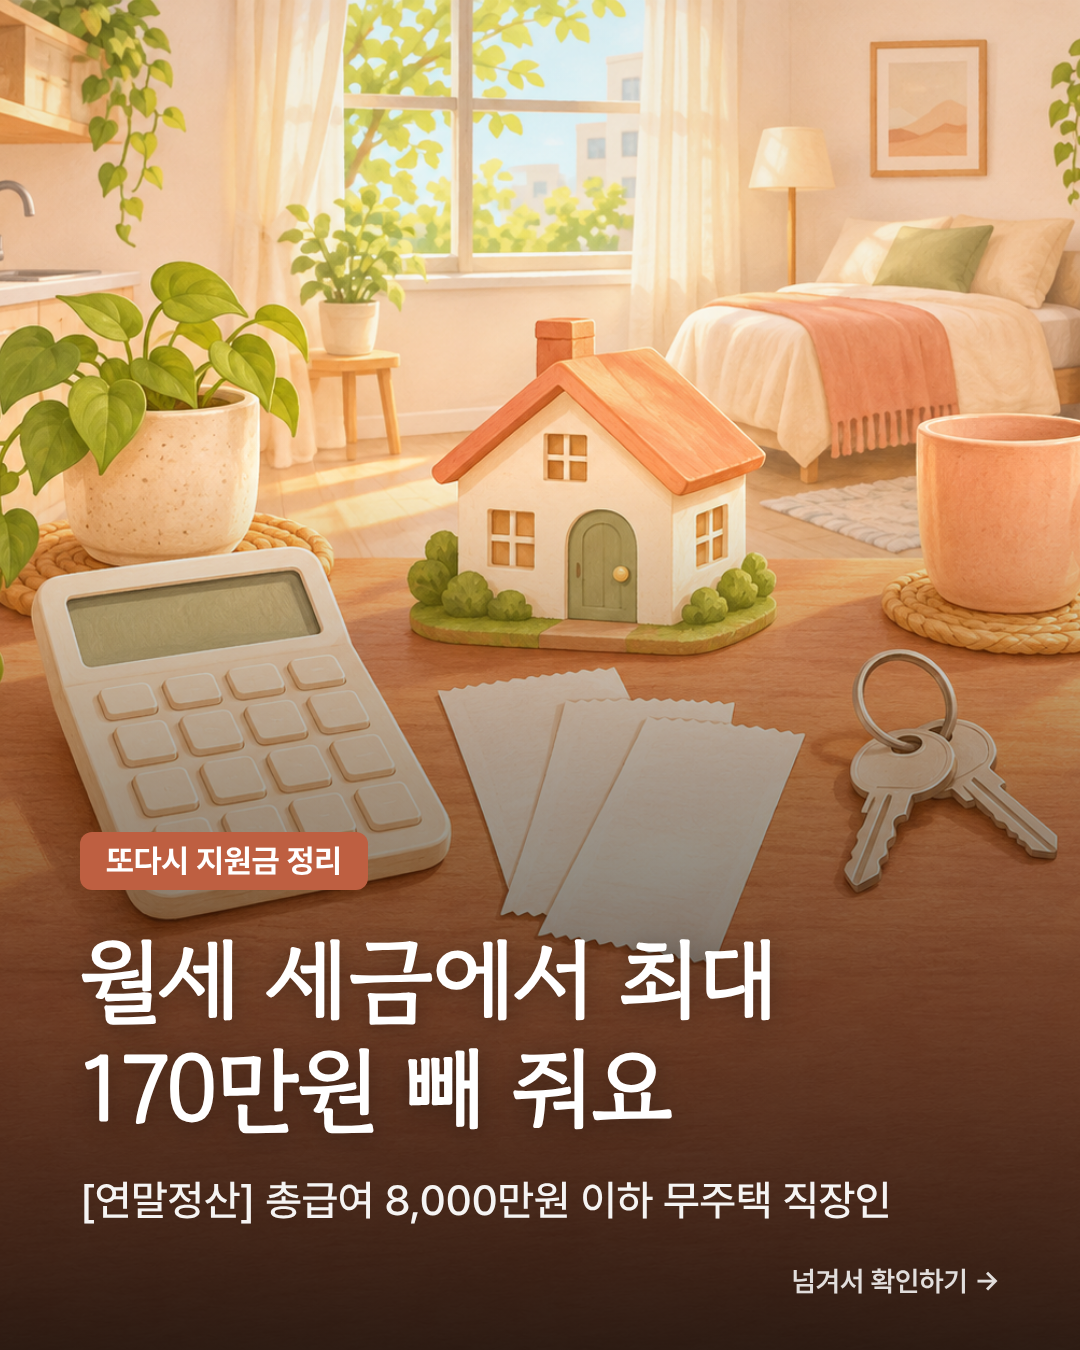 또다시 지원금 정리
월세 세금에서 최대
170만원 빼 줘요
[연말정산] 총급여 8,000만원 이하 무주택 직장인
넘겨서 확인하기 →